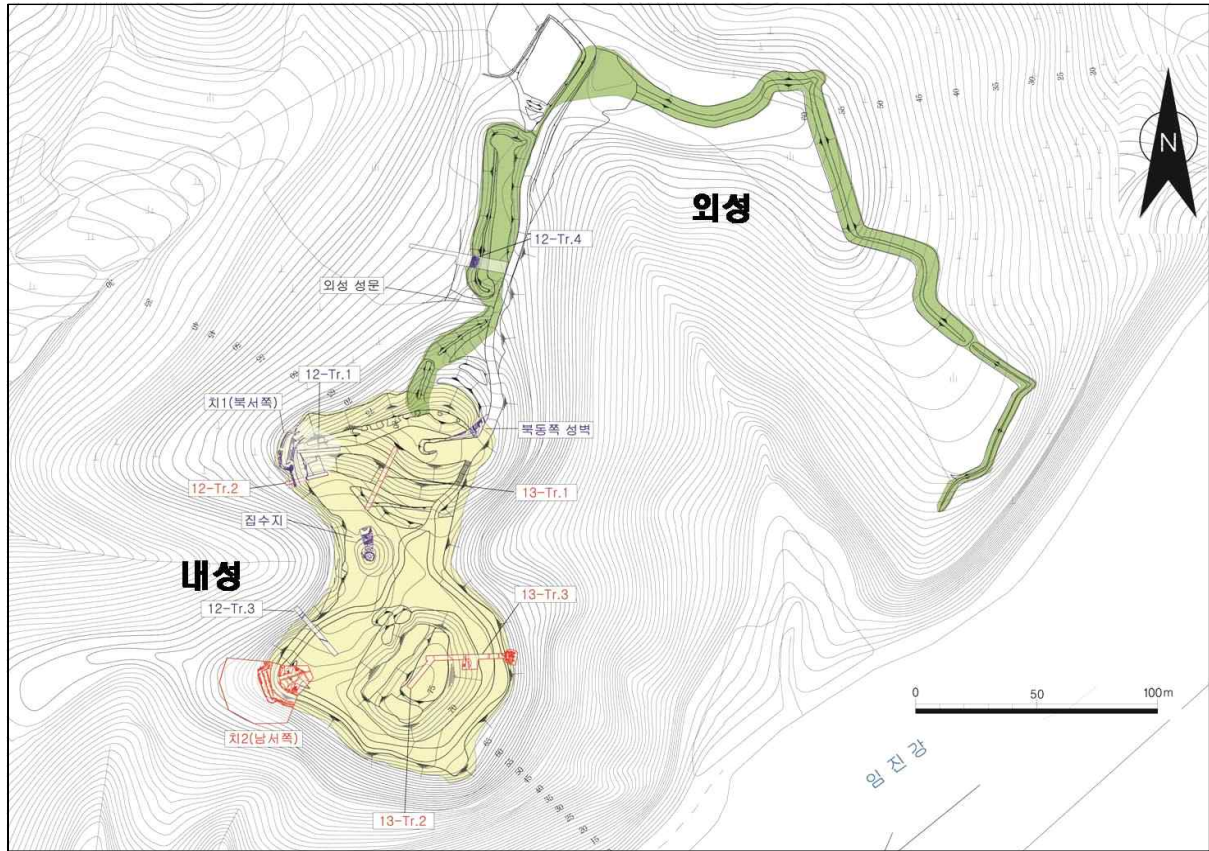 N
외성
12-Tr.4
외성 성문
12-Tr.1
치1(북서쪽)
북동쪽 성벽
12-Tr.2
13-Tr.1
집수지
내성
12-Tr.3
13-Tr.3
치2(남서쪽)
13-Tr.2
0 50 100m
임진강